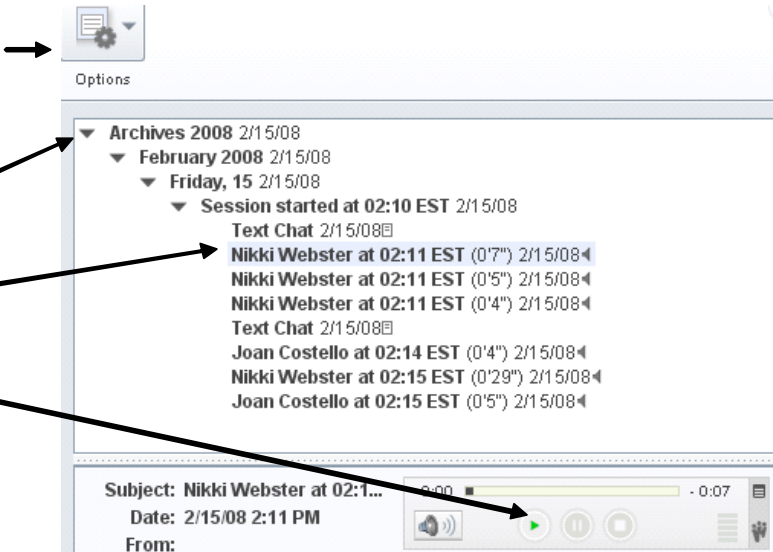 Options
Archives 2008 2/15/08
February 2008 2/15/08
Friday, 15 2/15/08
Session started at 02:10 EST 2/15/08
Text Chat 2/15/08
Nikki Webster at 02:11 EST (0'7") 2/15/08
Nikki Webster at 02:11 EST (0'5") 2/15/08
Nikki Webster at 02:11 EST (0'4") 2/15/08
Text Chat 2/15/08
Joan Costello at 02:14 EST (0'4") 2/15/08
Nikki Webster at 02:15 EST (0'29") 2/15/08
Joan Costello at 02:15 EST (0'5") 2/15/08
Subject: Nikki Webster at 02:1... 0:00 - 0:07
Date: 2/15/08 2:11 PM
From: